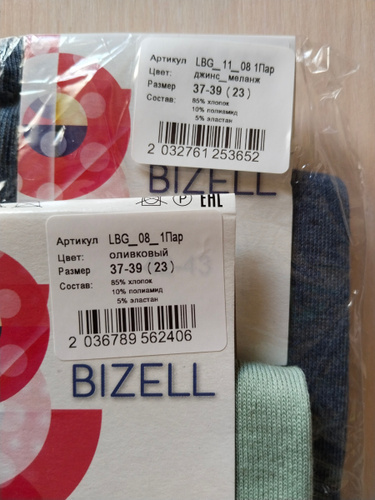 Артикул LBG_11_08 1Пар
Цвет: джинс_меланж
Размер 37-39 (23)
Состав: 85% хлопок
10% полиамид
5% эластан
2 032761 253652
BIZELL
P EAC
Артикул LBG_08_1Пар
Цвет: оливковый
Размер 37-39 (23)
Состав: 85% хлопок
10% полиамид
5% эластан
2 036789 562406
BIZELL